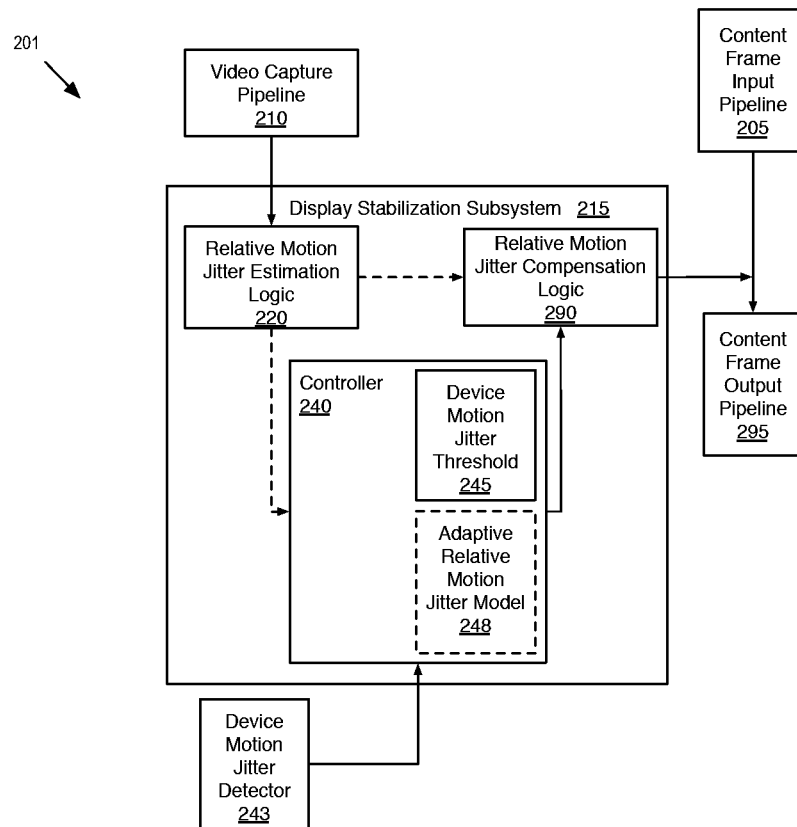 201
Video Capture
Pipeline
210
Content
Frame
Input
Pipeline
205
Display Stabilization Subsystem 215
Relative Motion
Jitter Estimation
Logic
220
Relative Motion
Jitter Compensation
Logic
290
Content
Frame
Output
Pipeline
295
Controller
240
Device
Motion
Jitter
Threshold
245
Adaptive
Relative
Motion
Jitter Model
248
Device
Motion
Jitter
Detector
243